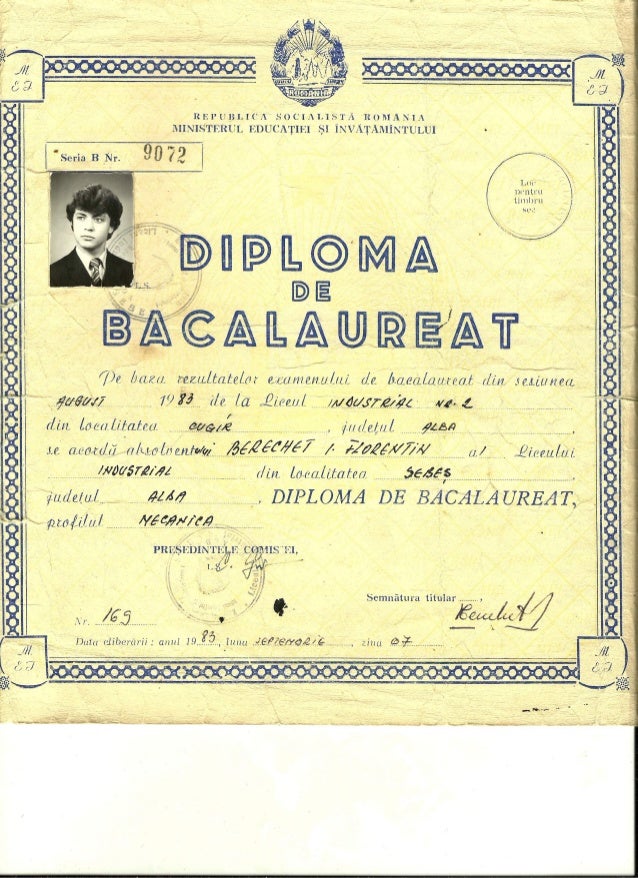 M
E I
M
E I
ROMÂNIA
REPUBLICA SOCIALISTĂ ROMÂNIA
MINISTERUL EDUCAȚIEI ȘI ÎNVĂȚĂMÎNTULUI
Seria B Nr. 9072
Loc
pentru
timbru
sec
L.S.
DIPLOMA
DE
BACALAUREAT
Pe baza rezultatelor examenului de bacalaureat din sesiunea
AUGUST 1983 de la Liceul INDUSTRIAL NR. 2
din localitatea CUGIR, județul ALBA,
se acordă absolventului BERECHET I. FLORENTIN al Liceului
INDUSTRIAL din localitatea SEBEȘ,
județul ALBA, DIPLOMA DE BACALAUREAT,
profilul MECANICA
PREȘEDINTELE COMISIEI,
L.S.
Semnătura titular ........,
Nr. 169
Data eliberării: anul 1983, luna SEPTEMBRIE, ziua 07
M
E I
M
E I